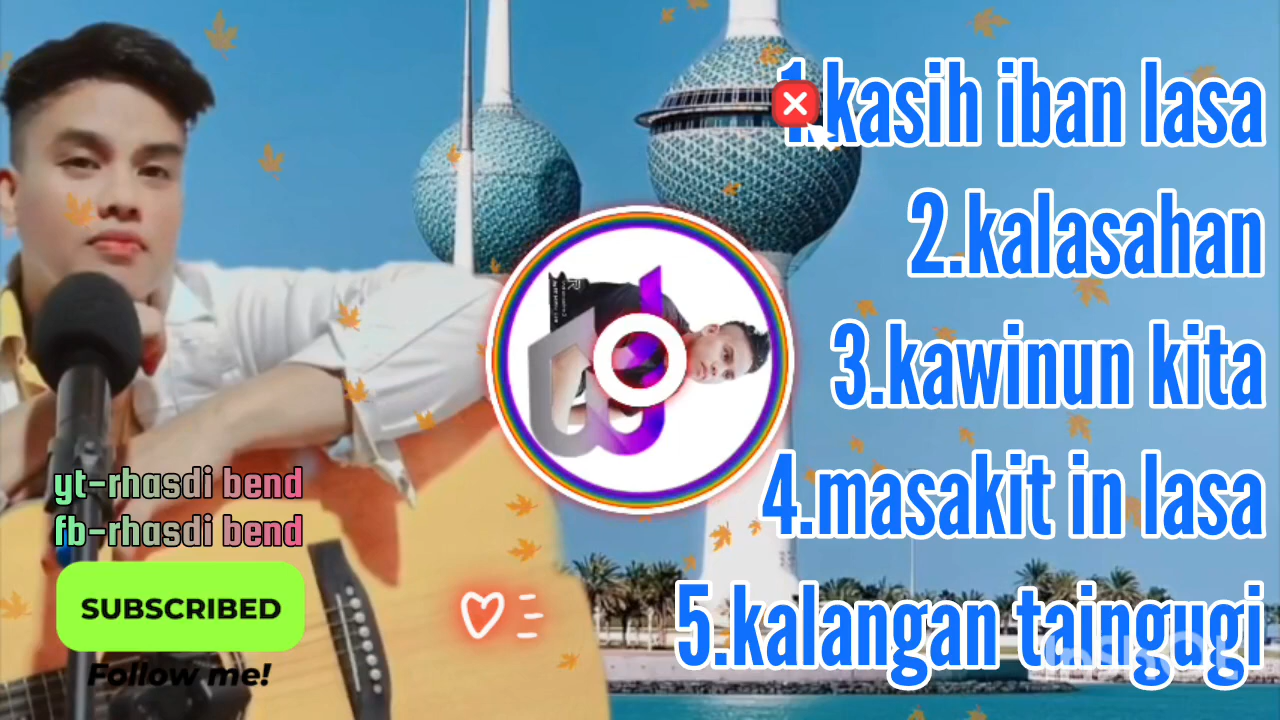 1.kasih iban lasa
2.kalasahan
3.kawinun kita
4.masakit in lasa
5.kalangan taingugi
yt-rhasdi bend
fb-rhasdi bend
SUBSCRIBED
Follow me!
InShOt